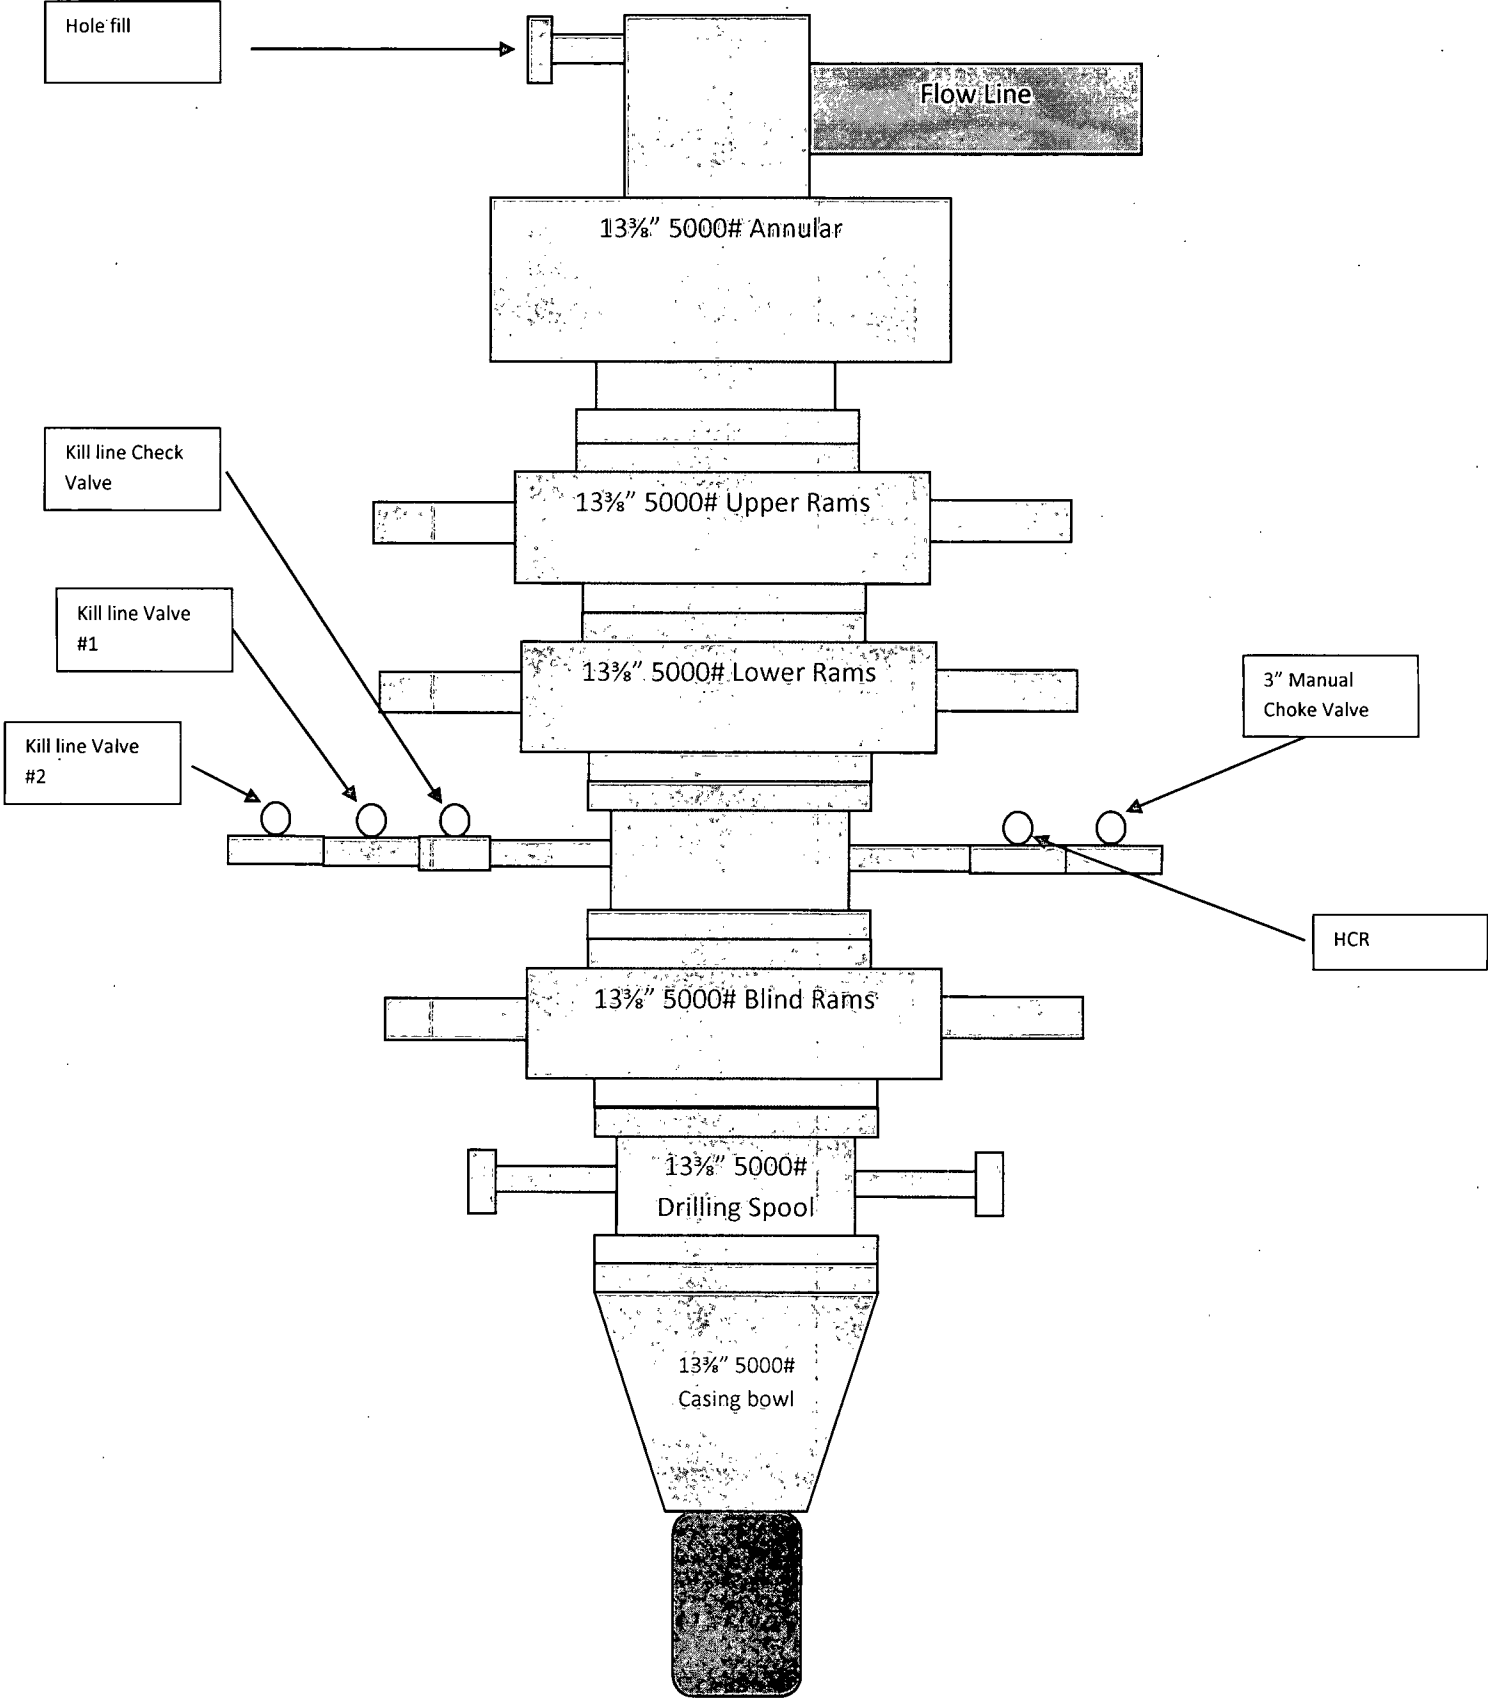 Hole fill
Flow Line
13⅜” 5000# Annular
Kill line Check
Valve
13⅜” 5000# Upper Rams
Kill line Valve
#1
13⅜” 5000# Lower Rams
3” Manual
Choke Valve
Kill line Valve
#2
HCR
13⅜” 5000# Blind Rams
13⅜” 5000#
Drilling Spool
13⅜” 5000#
Casing bowl